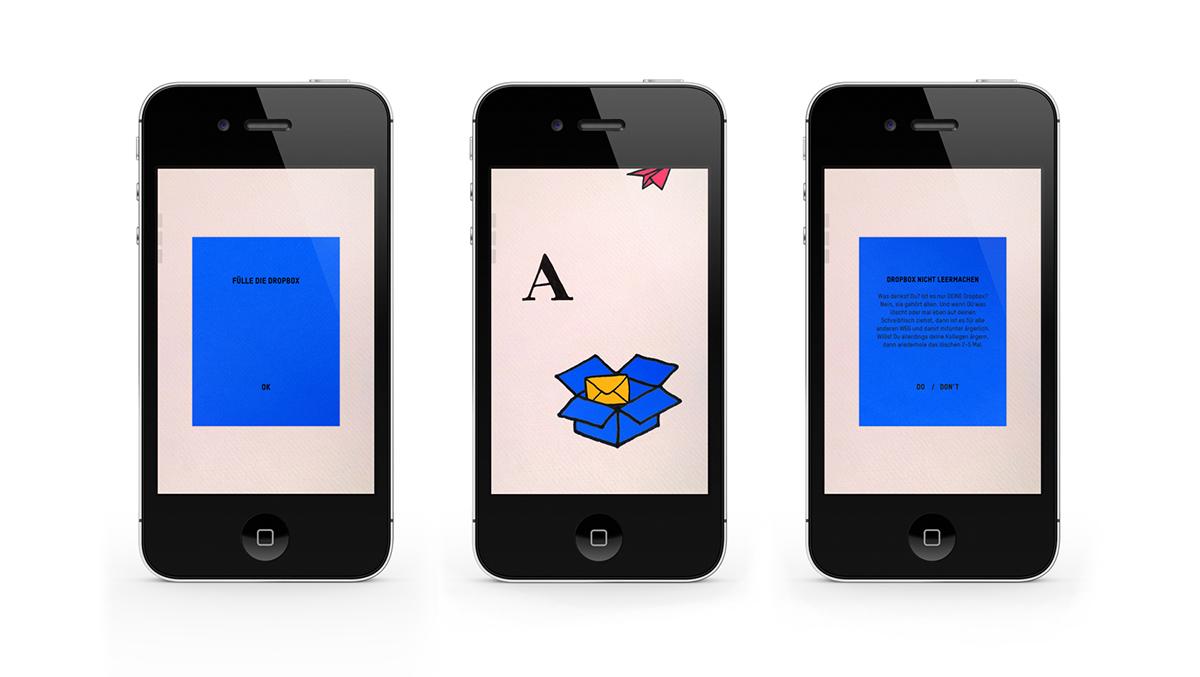 FÜLLE DIE DROPBOX
OK
A
DROPBOX NICHT LEERMACHEN
Was denkst Du? Ist es nur DEINE Dropbox?
Nein, sie gehört allen. Und wenn DU was
löscht oder mal eben auf deinen
Schreibtisch ziehst, dann ist es für alle
anderen WEG und damit mitunter ärgerlich.
Willst Du allerdings deine Kollegen ärgern,
dann wiederhole das löschen 2-5 Mal.
DO / DON'T